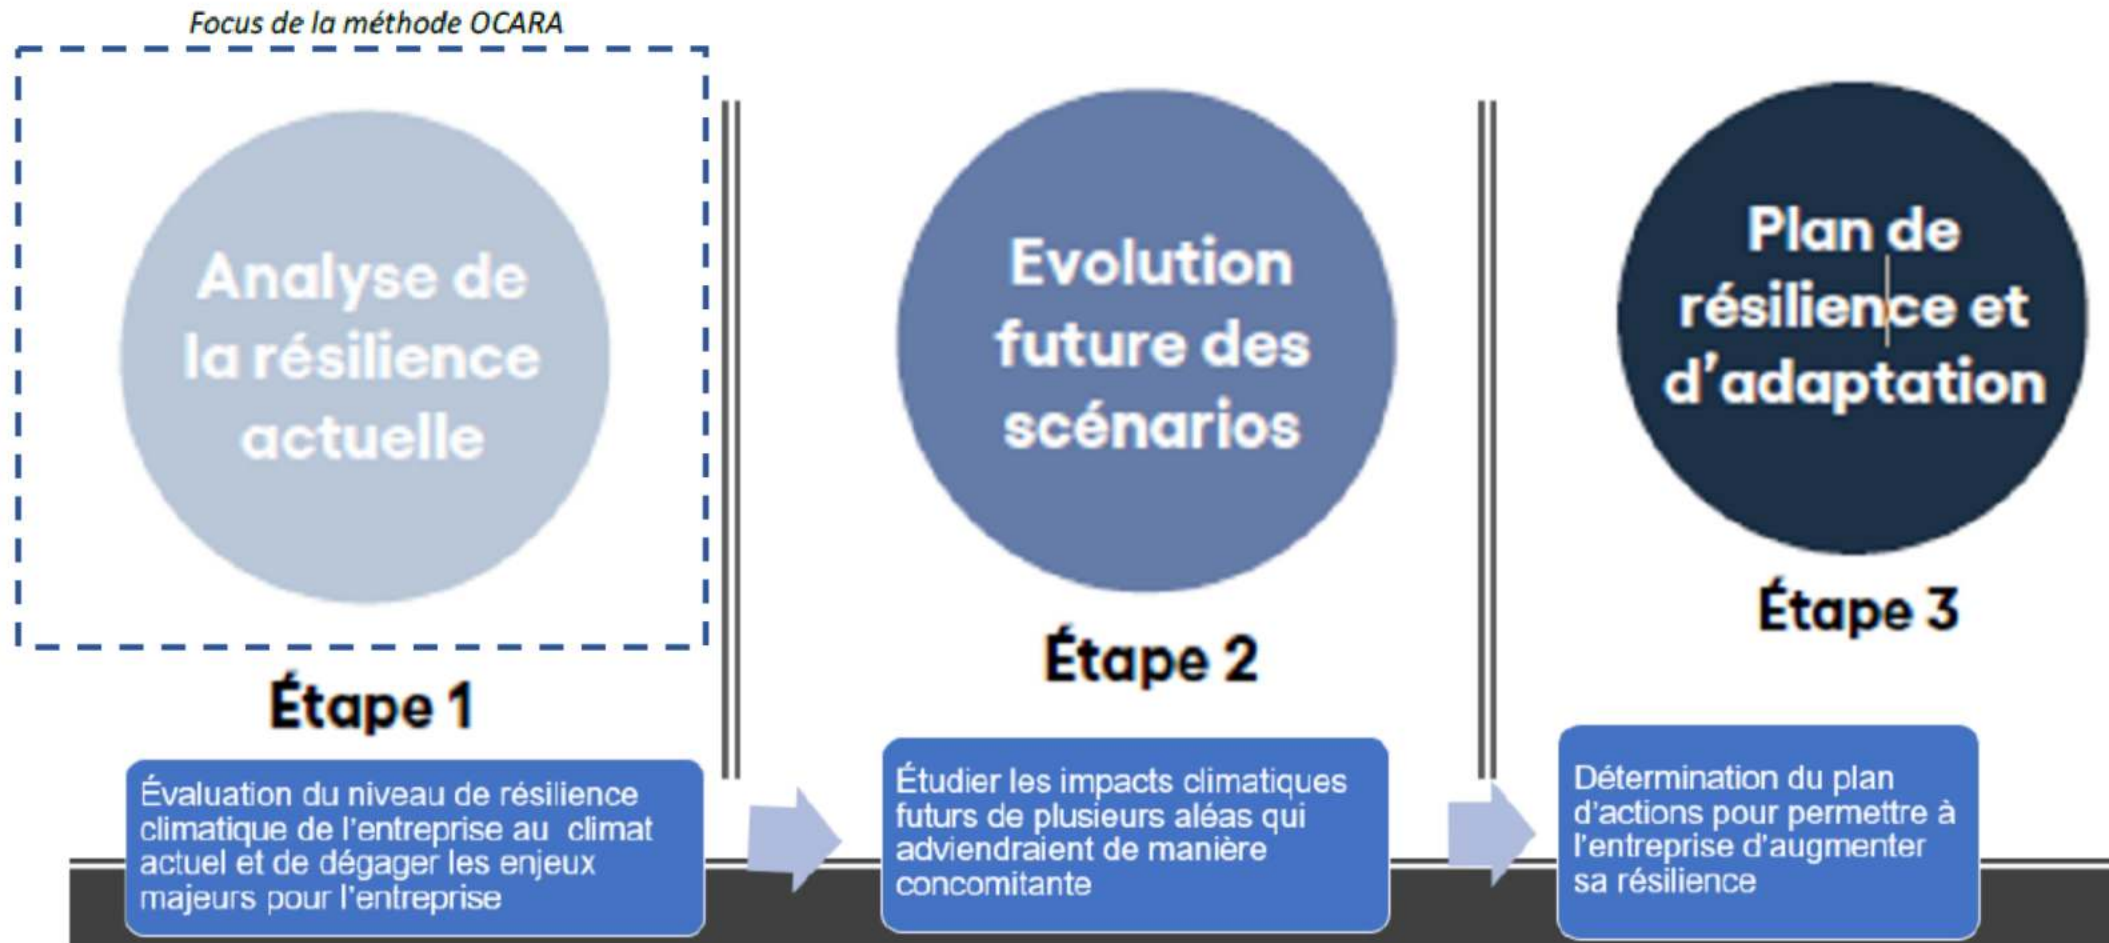 Focus de la méthode OCARA
Analyse de
la résilience
actuelle
Étape 1
Évaluation du niveau de résilience
climatique de l'entreprise au climat
actuel et de dégager les enjeux
majeurs pour l'entreprise
Evolution
future des
scénarios
Étape 2
Étudier les impacts climatiques
futurs de plusieurs aléas qui
adviendraient de manière
concomitante
Plan de
résilience et
d'adaptation
Étape 3
Détermination du plan
d'actions pour permettre à
l'entreprise d'augmenter
sa résilience